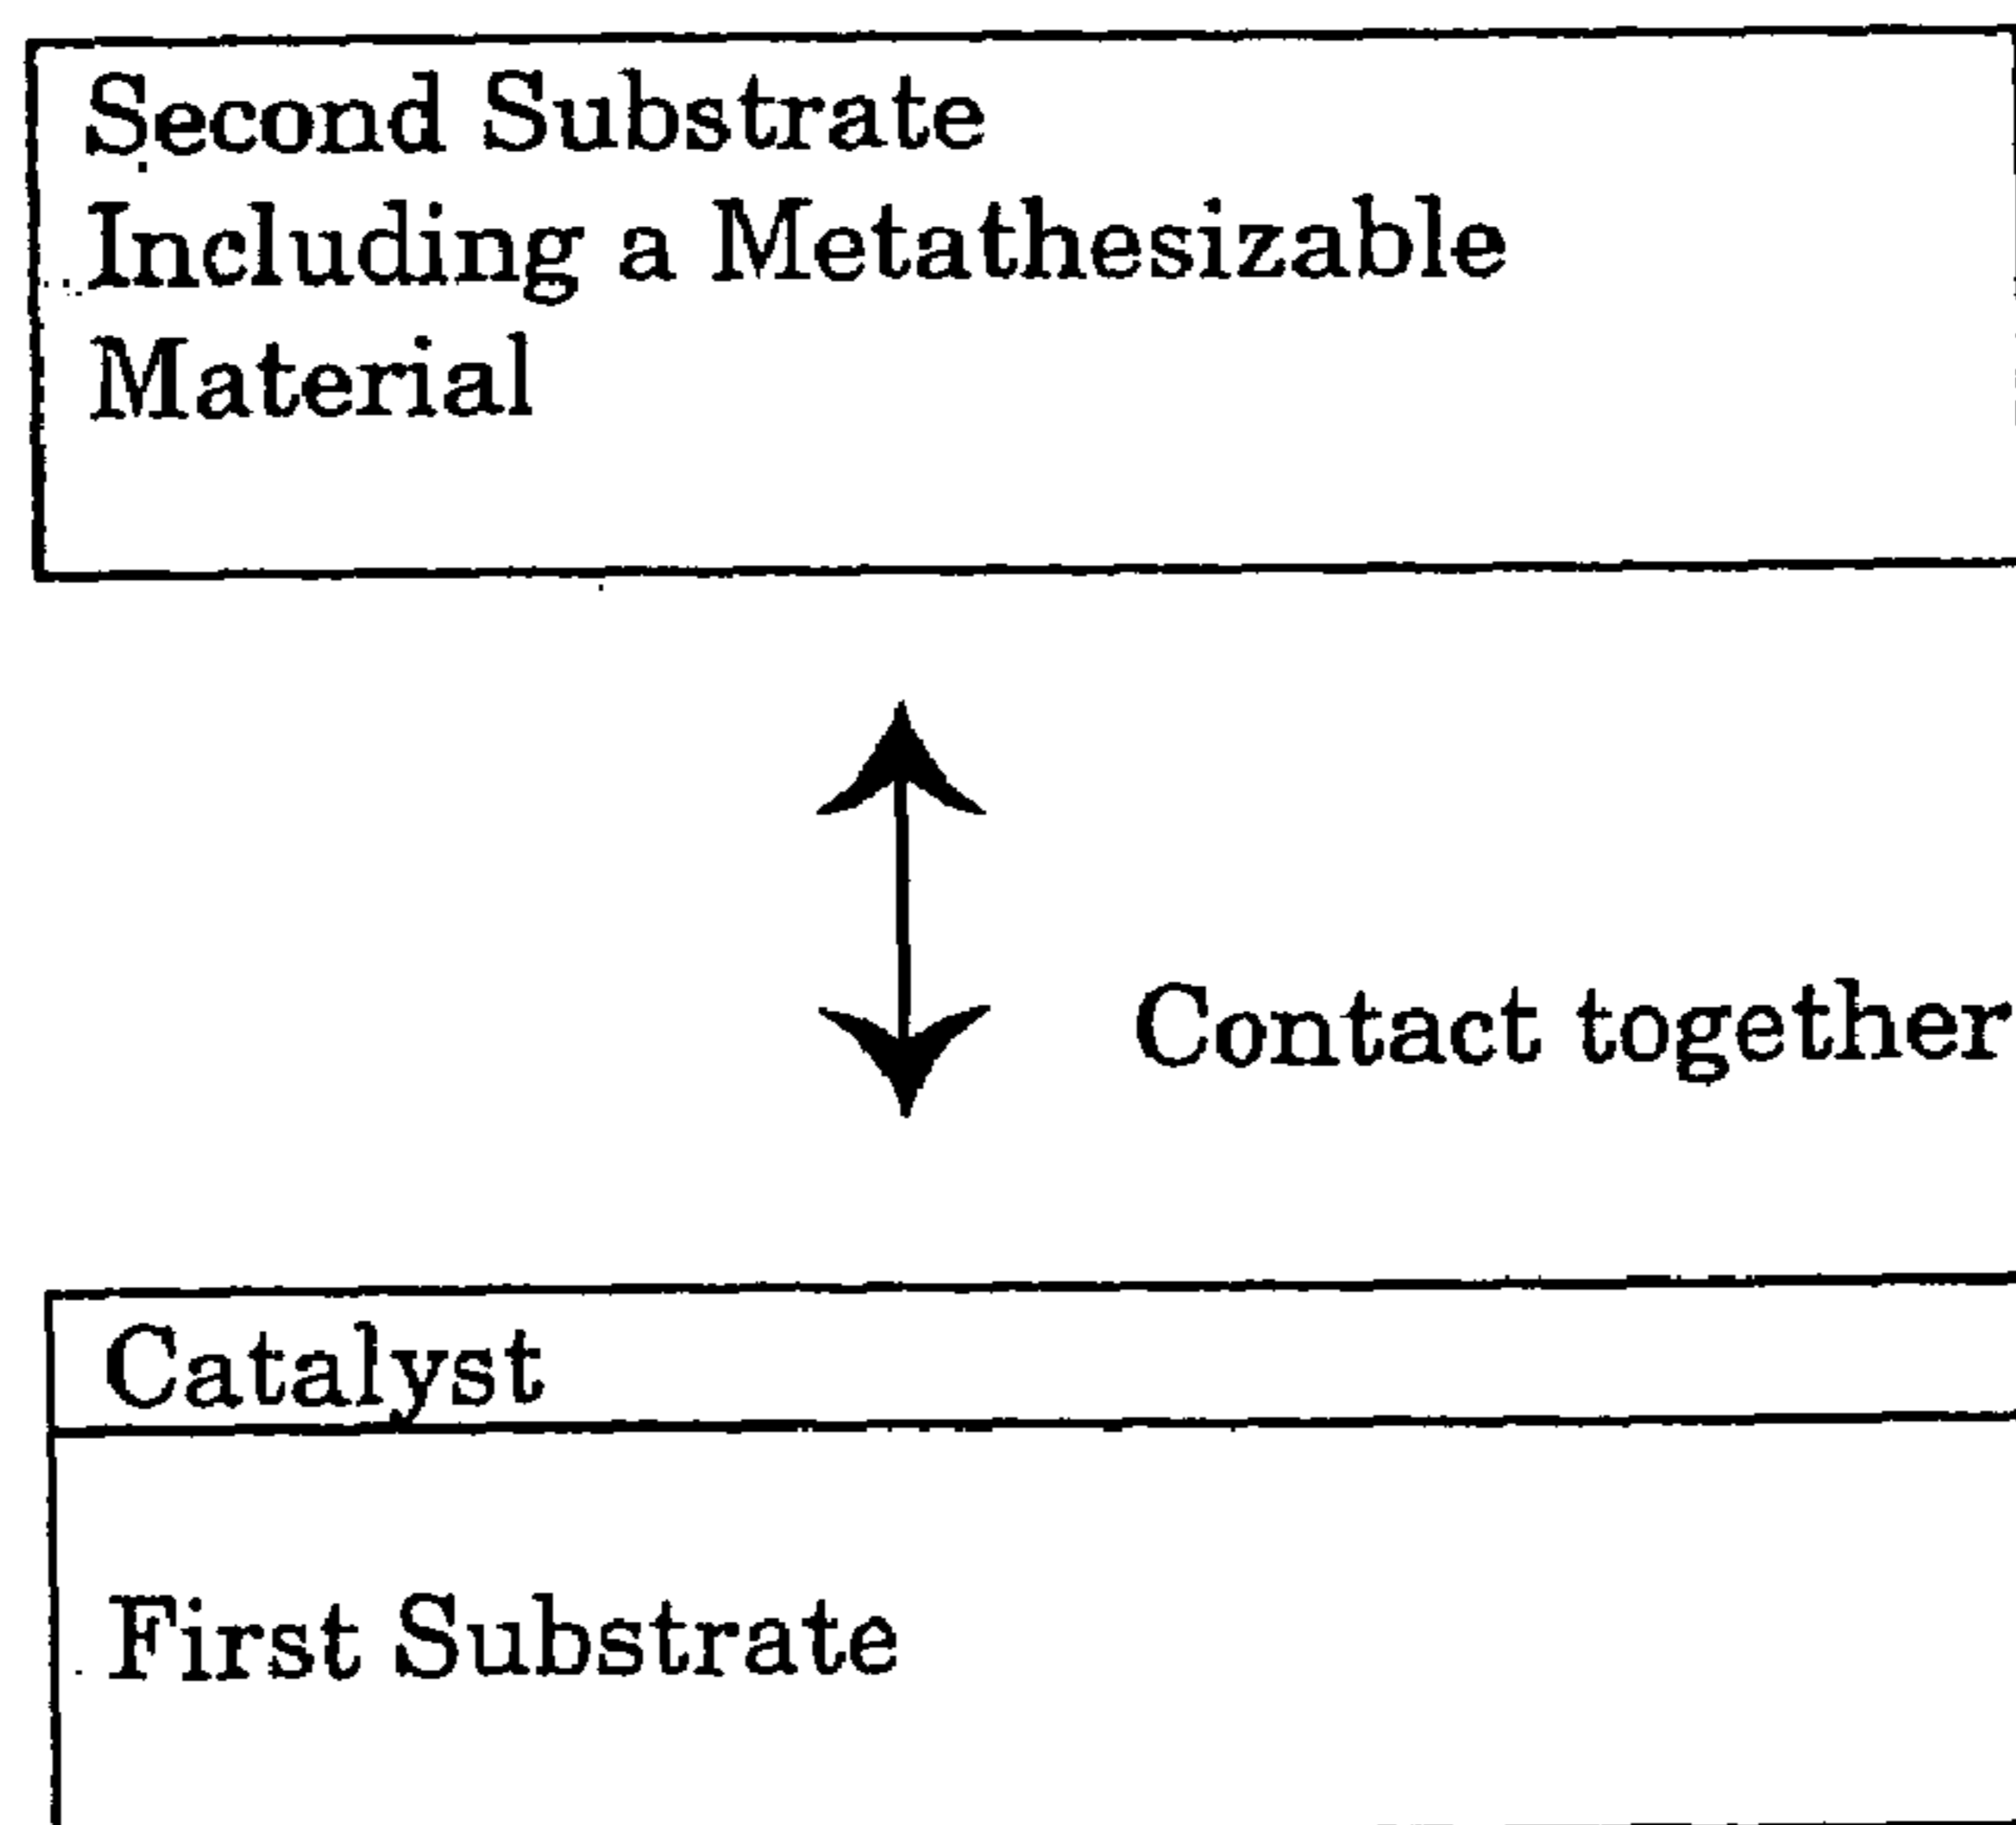 Second Substrate
Including a Metathesizable
Material
Contact together
Catalyst
First Substrate